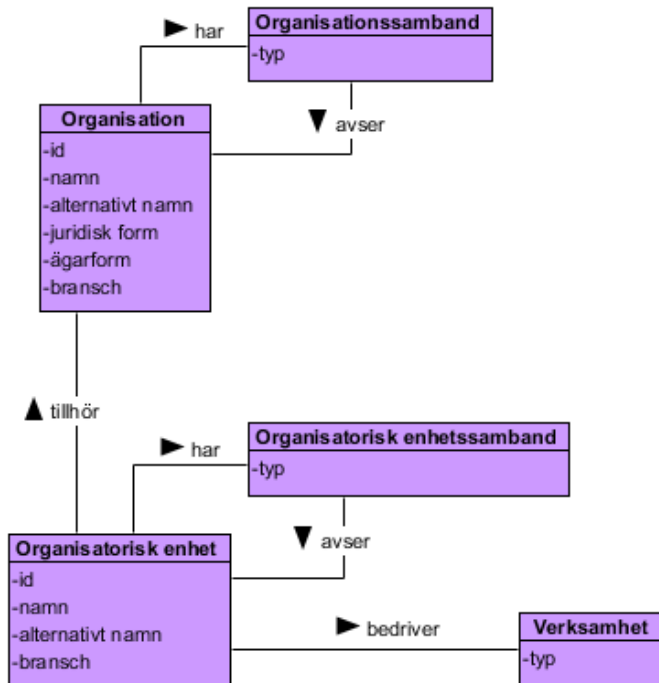 Organisationssamband
-typ
har
avser
Organisation
-id
-namn
-alternativt namn
-juridisk form
-ägarform
-bransch
tillhör
Organisatorisk enhetssamband
-typ
har
avser
Organisatorisk enhet
-id
-namn
-alternativt namn
-bransch
bedriver
Verksamhet
-typ